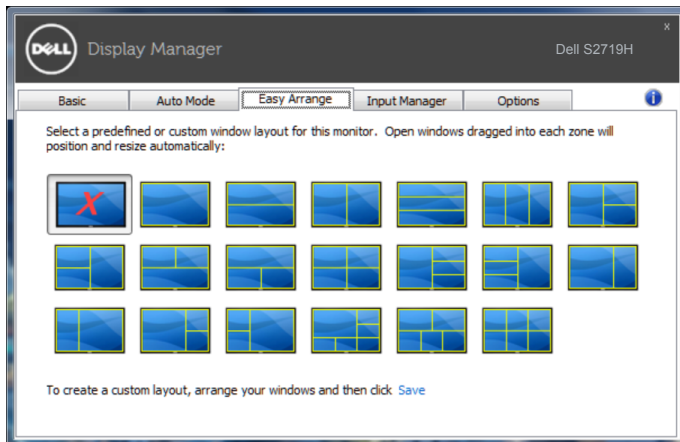 x
DELL Display Manager Dell S2719H
Basic Auto Mode Easy Arrange Input Manager Options i
Select a predefined or custom window layout for this monitor. Open windows dragged into each zone will
position and resize automatically:
X
To create a custom layout, arrange your windows and then click Save